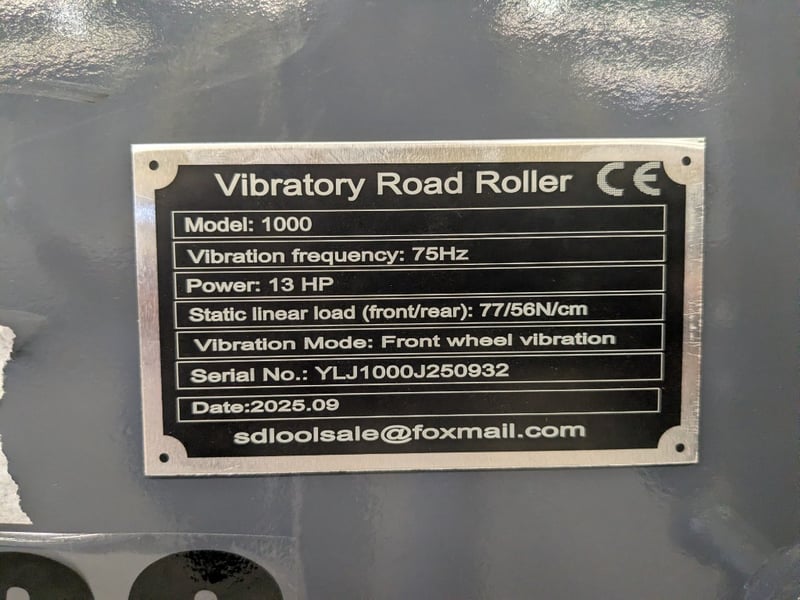 Vibratory Road Roller CE
Model: 1000
Vibration frequency: 75Hz
Power: 13 HP
Static linear load (front/rear): 77/56N/cm
Vibration Mode: Front wheel vibration
Serial No.: YLJ1000J250932
Date:2025.09
sdloolsale@foxmail.com